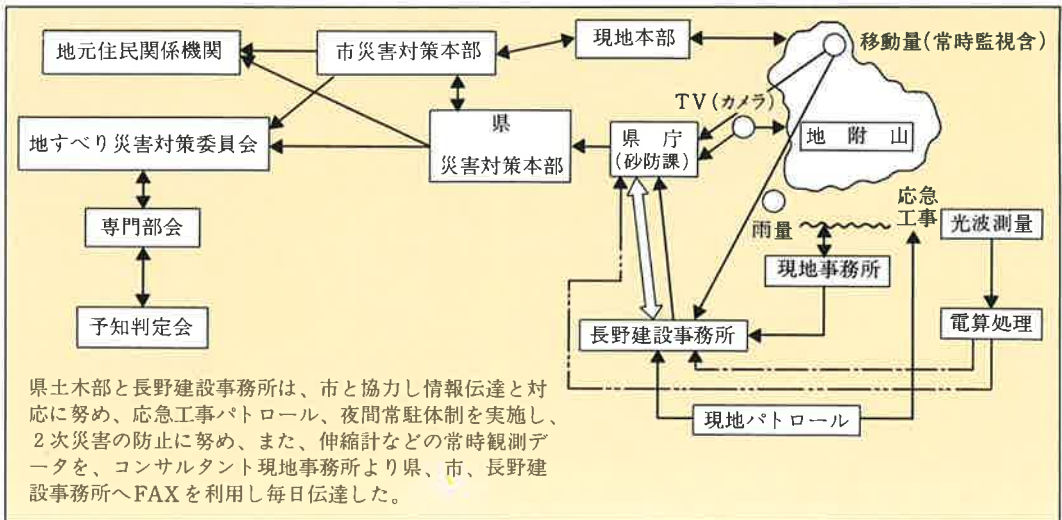 地元住民関係機関
市災害対策本部
現地本部
移動量(常時監視含)
TV(カメラ)
地すべり災害対策委員会
県
災害対策本部
県庁
(砂防課)
地附山
専門部会
雨量
応急
工事
光波測量
現地事務所
予知判定会
長野建設事務所
電算処理
現地パトロール
県土木部と長野建設事務所は、市と協力し情報伝達と対
応に努め、応急工事パトロール、夜間常駐体制を実施し、
2次災害の防止に努め、また、伸縮計などの常時観測デ
ータを、コンサルタント現地事務所より県、市、長野建
設事務所へFAXを利用し毎日伝達した。